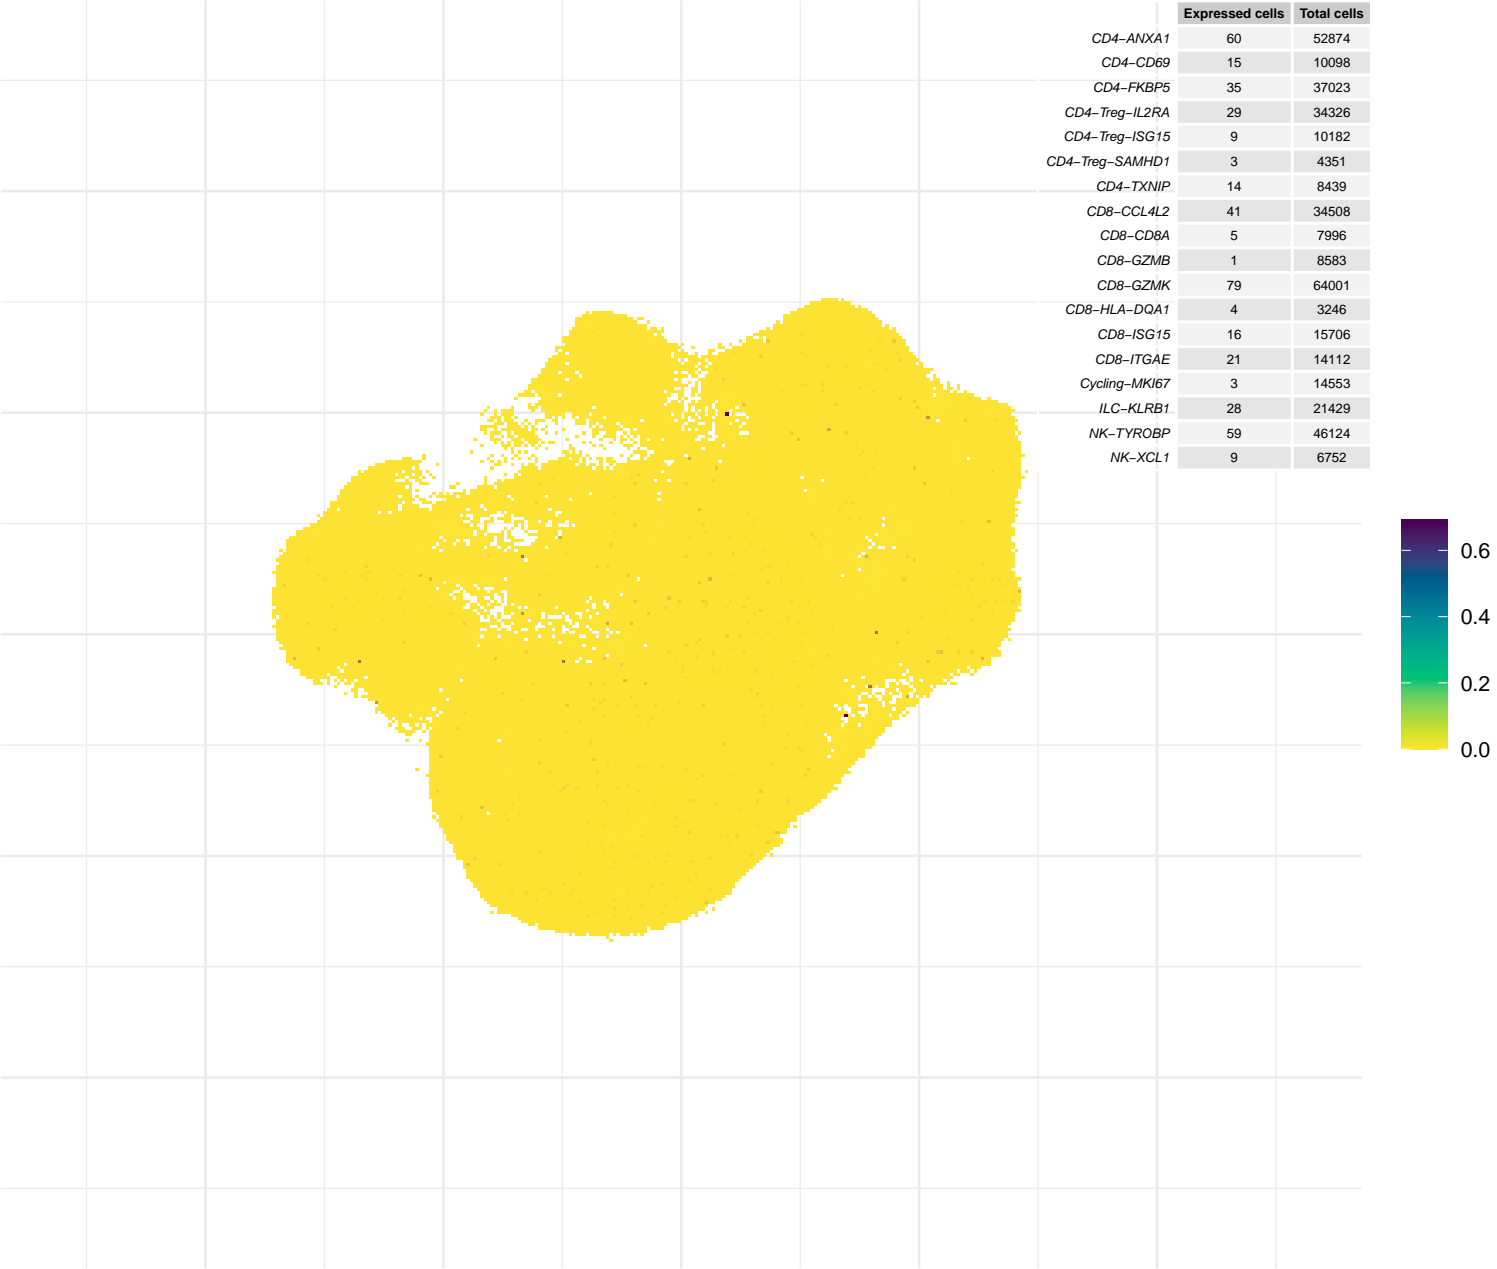 Expressed cells Total cells
CD4−ANXA1 60 52874
CD4−CD69 15 10098
CD4−FKBP5 35 37023
CD4−Treg−IL2RA 29 34326
CD4−Treg−ISG15 9 10182
CD4−Treg−SAMHD1 3 4351
CD4−TXNIP 14 8439
CD8−CCL4L2 41 34508
CD8−CD8A 5 7996
CD8−GZMB 1 8583
CD8−GZMK 79 64001
CD8−HLA−DQA1 4 3246
CD8−ISG15 16 15706
CD8−ITGAE 21 14112
Cycling−MKI67 3 14553
ILC−KLRB1 28 21429
NK−TYROBP 59 46124
NK−XCL1 9 6752
0.6
0.4
0.2
0.0